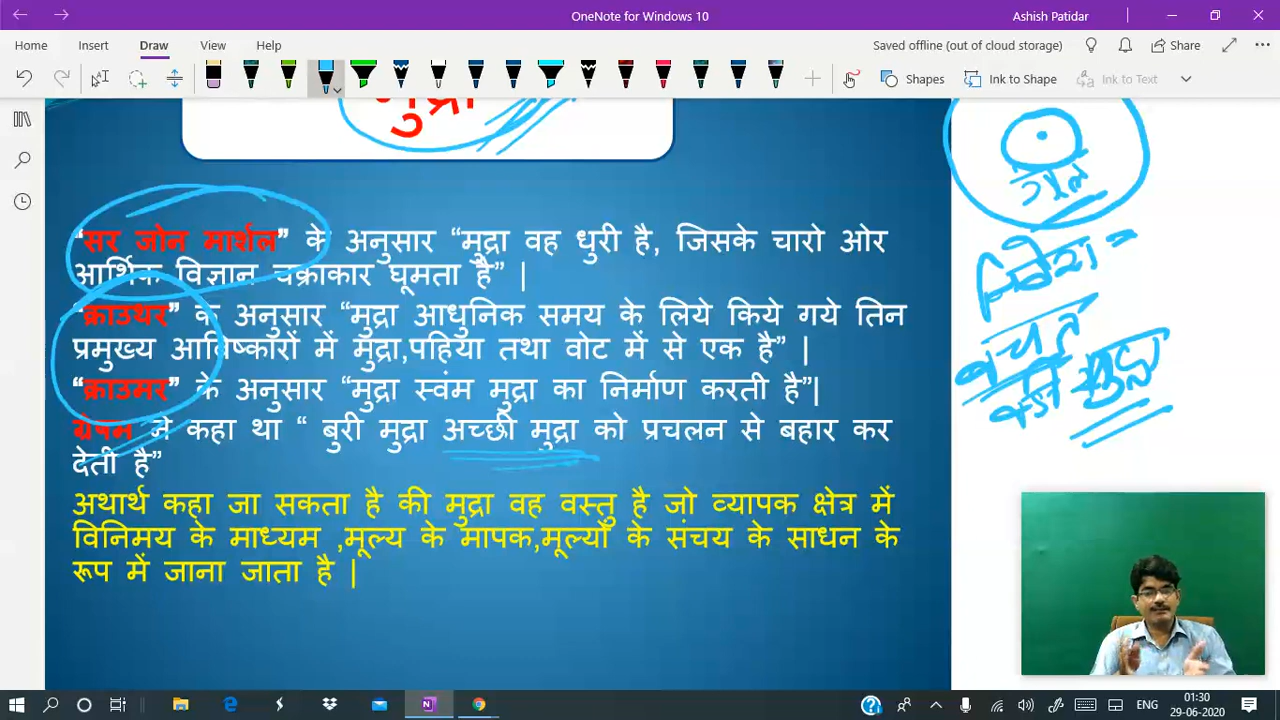 OneNote for Windows 10
Ashish Patidar
Home Insert Draw View Help
Saved offline (out of cloud storage)
Share
Shapes
Ink to Shape
Ink to Text
मुद्रा
“सर जोन मार्शल” के अनुसार “मुद्रा वह धुरी है, जिसके चारो ओर
आर्थिक विज्ञान चक्राकार घूमता है” |
“क्राउथर” के अनुसार “मुद्रा आधुनिक समय के लिये किये गये तिन
प्रमुख्य आविष्कारों में मुद्रा,पहिया तथा वोट में से एक है” |
“क्राउमर” के अनुसार “मुद्रा स्वंम मुद्रा का निर्माण करती है”|
ग्रेषम ने कहा था “ बुरी मुद्रा अच्छी मुद्रा को प्रचलन से बहार कर
देती है”
अथार्थ कहा जा सकता है की मुद्रा वह वस्तु है जो व्यापक क्षेत्र में
विनिमय के माध्यम ,मूल्य के मापक,मूल्यों के संचय के साधन के
रूप में जाना जाता है |
निवेश =
बचत
मुद्रा
ENG
01:30
29-06-2020